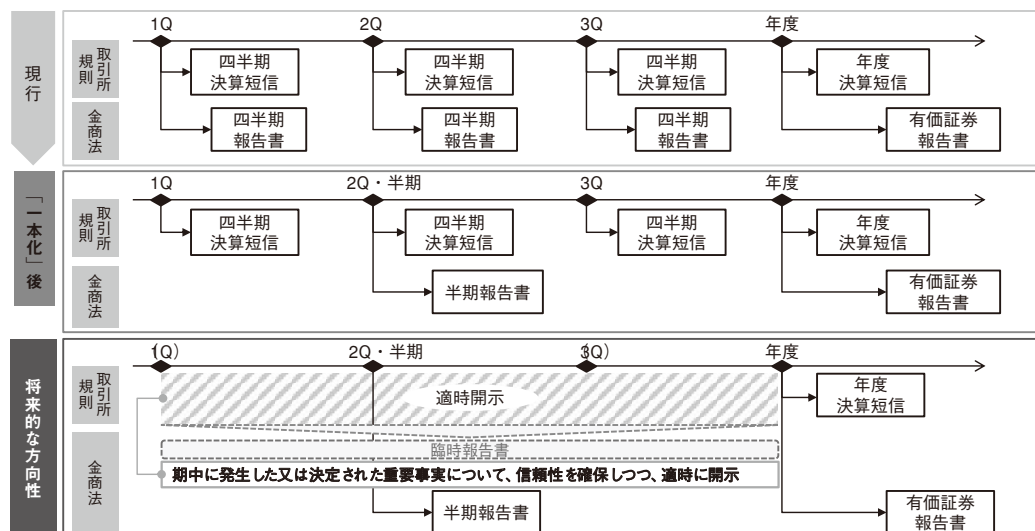 現行
1Q
2Q
3Q
年度
取引所
規則
四半期
決算短信
四半期
決算短信
四半期
決算短信
年度
決算短信
金商法
四半期
報告書
四半期
報告書
四半期
報告書
有価証券
報告書
「一本化」後
1Q
2Q・半期
3Q
年度
取引所
規則
四半期
決算短信
四半期
決算短信
四半期
決算短信
年度
決算短信
金商法
半期報告書
有価証券
報告書
将来的な方向性
(1Q)
2Q・半期
(3Q)
年度
取引所
規則
適時開示
年度
決算短信
金商法
臨時報告書
期中に発生した又は決定された重要事実について、信頼性を確保しつつ、適時に開示
半期報告書
有価証券
報告書